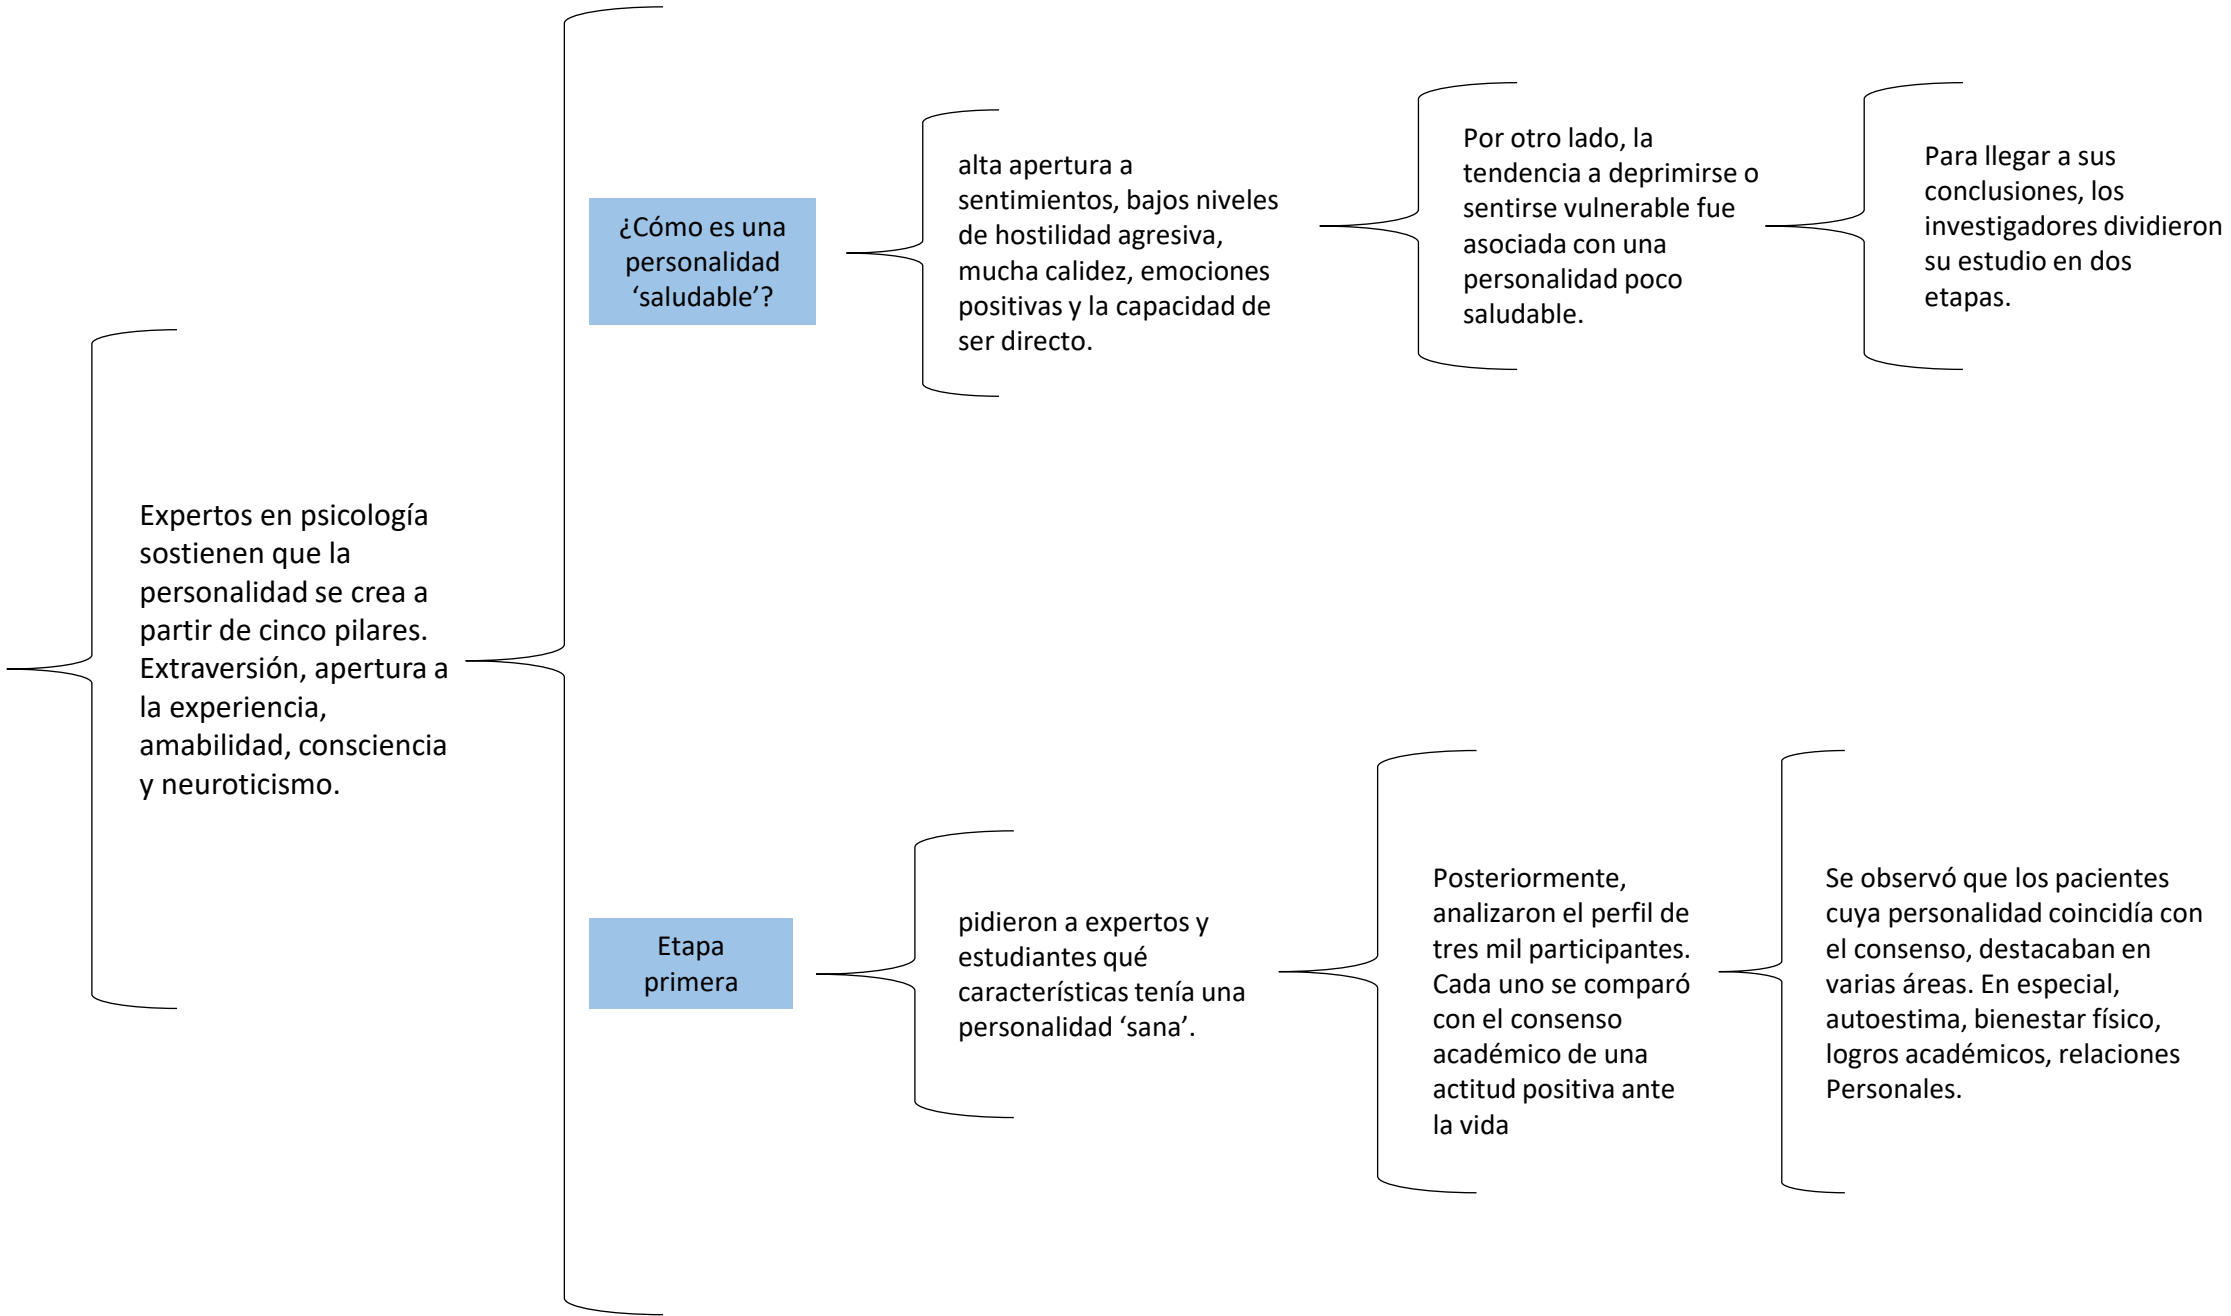 Expertos en psicología
sostienen que la
personalidad se crea a
partir de cinco pilares.
Extraversión, apertura a
la experiencia,
amabilidad, consciencia
y neuroticismo.
¿Cómo es una
personalidad
‘saludable’?
alta apertura a
sentimientos, bajos niveles
de hostilidad agresiva,
mucha calidez, emociones
positivas y la capacidad de
ser directo.
Por otro lado, la
tendencia a deprimirse o
sentirse vulnerable fue
asociada con una
personalidad poco
saludable.
Para llegar a sus
conclusiones, los
investigadores dividieron
su estudio en dos
etapas.
Etapa
primera
pidieron a expertos y
estudiantes qué
características tenía una
personalidad ‘sana’.
Posteriormente,
analizaron el perfil de
tres mil participantes.
Cada uno se comparó
con el consenso
académico de una
actitud positiva ante
la vida
Se observó que los pacientes
cuya personalidad coincidía con
el consenso, destacaban en
varias áreas. En especial,
autoestima, bienestar físico,
logros académicos, relaciones
Personales.